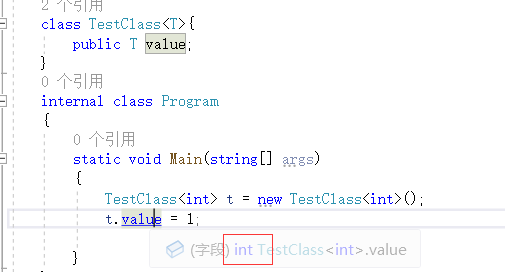 2 个引用
class TestClass<T>{
public T value;
}
0 个引用
internal class Program
{
0 个引用
static void Main(string[] args)
{
TestClass<int> t = new TestClass<int>();
t.value = 1;
(字段) int TestClass<int>.value
}